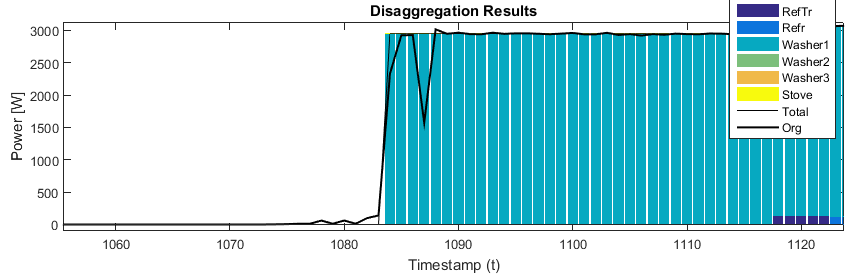 Disaggregation Results
Power [W]
3000
2500
2000
1500
1000
500
0
1060
1070
1080
1090
1100
1110
1120
Timestamp (t)
RefTr
Refr
Washer1
Washer2
Washer3
Stove
Total
Org